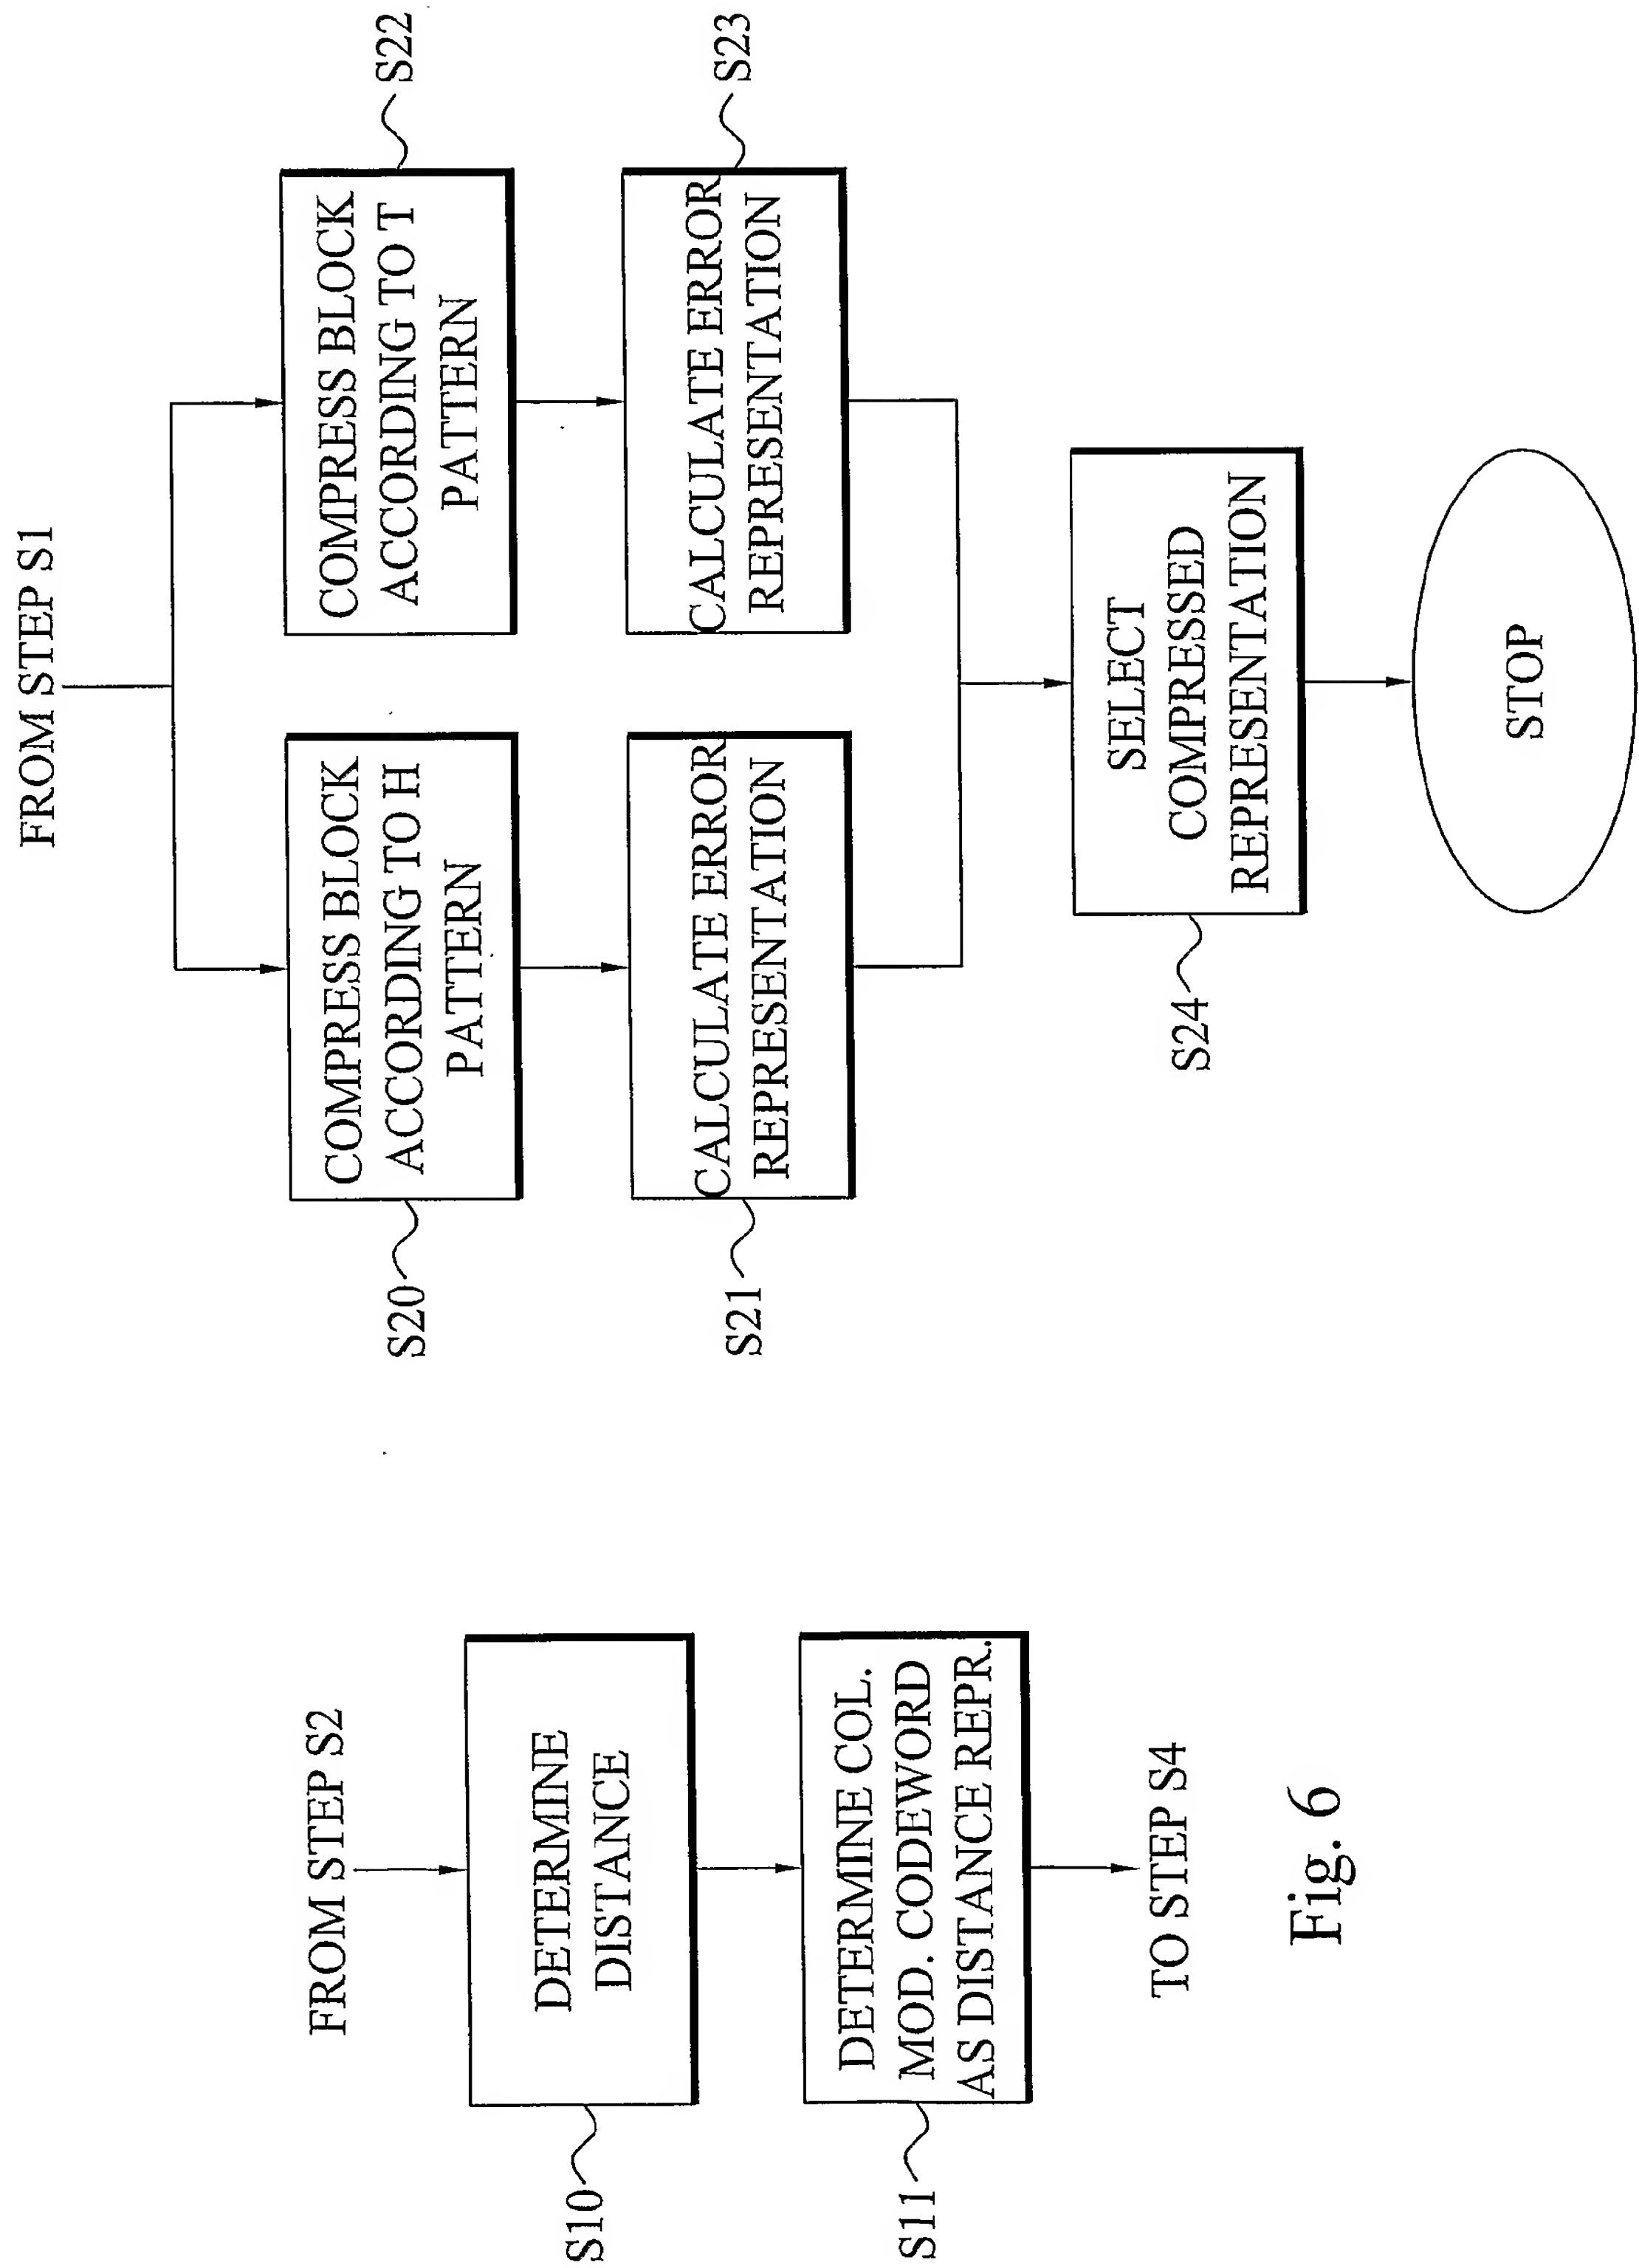 FROM STEP S2
DETERMINE
DISTANCE
S10
DETERMINE COL.
MOD. CODEWORD
AS DISTANCE REPR.
S11
TO STEP S4
Fig. 6
FROM STEP S1
COMPRESS BLOCK
ACCORDING TO H
PATTERN
S20
COMPRESS BLOCK
ACCORDING TO T
PATTERN
S22
CALCULATE ERROR
REPRESENTATION
S21
CALCULATE ERROR
REPRESENTATION
S23
SELECT
COMPRESSED
REPRESENTATION
S24
STOP